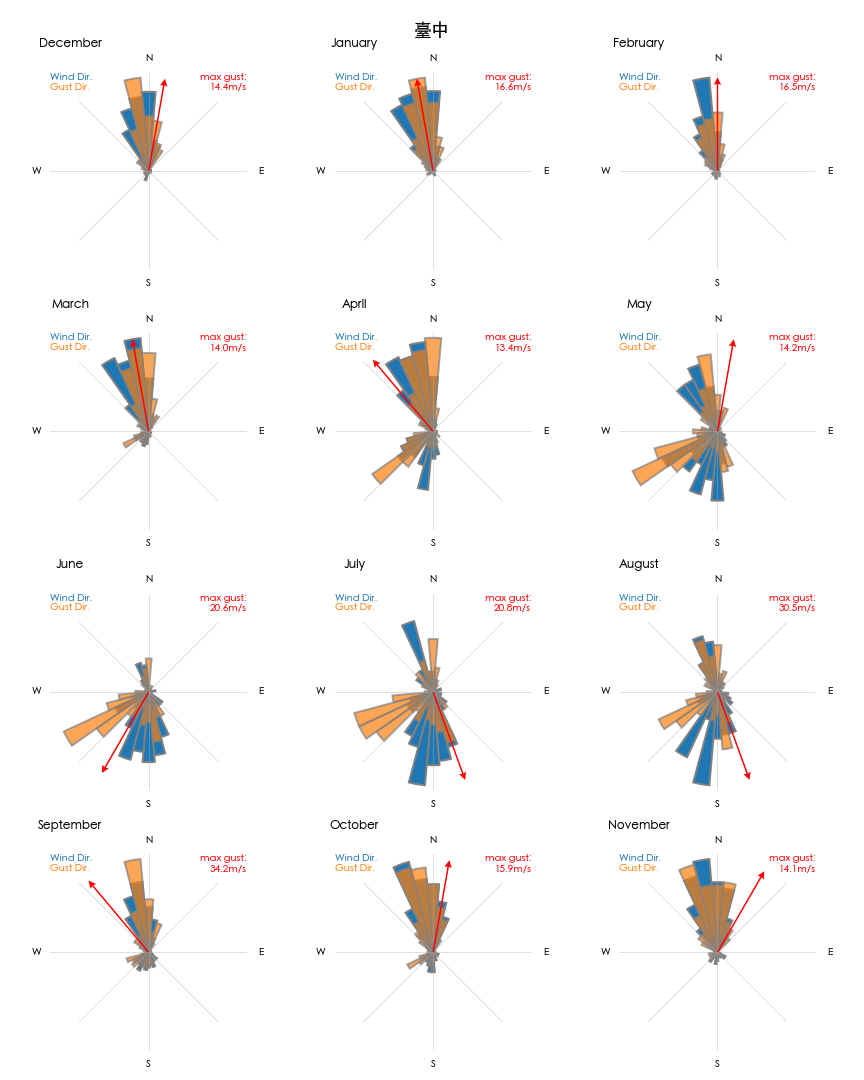 臺中
December
N
Wind Dir.
Gust Dir.
max gust:
14.4m/s
W
E
S
January
N
Wind Dir.
Gust Dir.
max gust:
16.6m/s
W
E
S
February
N
Wind Dir.
Gust Dir.
max gust:
16.5m/s
W
E
S
March
N
Wind Dir.
Gust Dir.
max gust:
14.0m/s
W
E
S
April
N
Wind Dir.
Gust Dir.
max gust:
13.4m/s
W
E
S
May
N
Wind Dir.
Gust Dir.
max gust:
14.2m/s
W
E
S
June
N
Wind Dir.
Gust Dir.
max gust:
20.6m/s
W
E
S
July
N
Wind Dir.
Gust Dir.
max gust:
20.8m/s
W
E
S
August
N
Wind Dir.
Gust Dir.
max gust:
30.5m/s
W
E
S
September
N
Wind Dir.
Gust Dir.
max gust:
34.2m/s
W
E
S
October
N
Wind Dir.
Gust Dir.
max gust:
15.9m/s
W
E
S
November
N
Wind Dir.
Gust Dir.
max gust:
14.1m/s
W
E
S